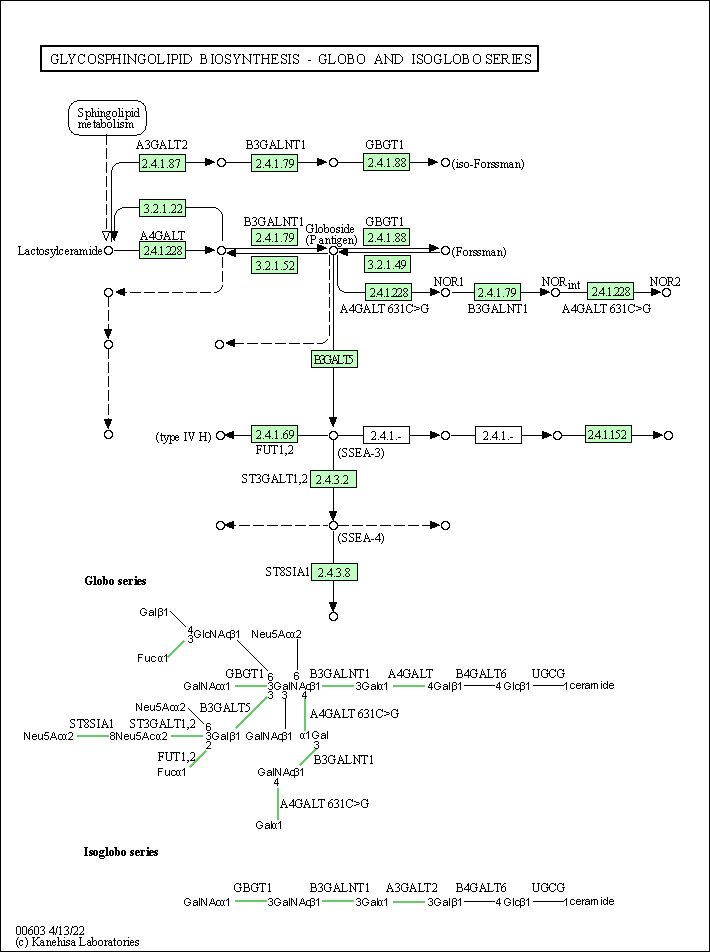 GLYCOSPHINGOLIPID BIOSYNTHESIS - GLOBO AND ISOGLOBO SERIES
Sphingolipid
metabolism
A3GALT2 B3GALNT1 GBGT1
2.4.1.87 2.4.1.79 2.4.1.88 (iso-Forssman)
3.2.1.22
B3GALNT1 Globoside GBGT1
A4GALT 2.4.1.79 (P antigen) 2.4.1.88
Lactosylceramide 2.4.1.228 (Forssman)
3.2.1.52 3.2.1.49
NOR1 NORint NOR2
2.4.1.228 2.4.1.79 2.4.1.228
A4GALT 631C>G B3GALNT1 A4GALT 631C>G
B3GALT5
(type IV H) 2.4.1.69 2.4.1.- 2.4.1.- 2.4.1.152
FUT1,2 (SSEA-3)
ST3GALT1,2 2.4.3.2
(SSEA-4)
ST8SIA1 2.4.3.8
Globo series
Galβ1
4GlcNAcβ1 Neu5Acα2
3
Fucα1
GBGT1 6 6 B3GALNT1 A4GALT B4GALT6 UGCG
GalNAcα1 3GalNAcβ1 3Galα1 4Galβ1 4Glcβ1 1ceramide
3 3 4
Neu5Acα2 B3GALT5 A4GALT 631C>G
ST8SIA1 ST3GALT1,2 6
Neu5Acα2 8Neu5Acα2 3Galβ1 GalNAcβ1 α1Gal
2 3
FUT1,2 B3GALNT1
Fucα1 GalNAcβ1
4
A4GALT 631C>G
Galα1
Isoglobo series
GBGT1 B3GALNT1 A3GALT2 B4GALT6 UGCG
GalNAcα1 3GalNAcβ1 3Galα1 3Galβ1 4Glcβ1 1ceramide
00603 4/13/22
(c) Kanehisa Laboratories